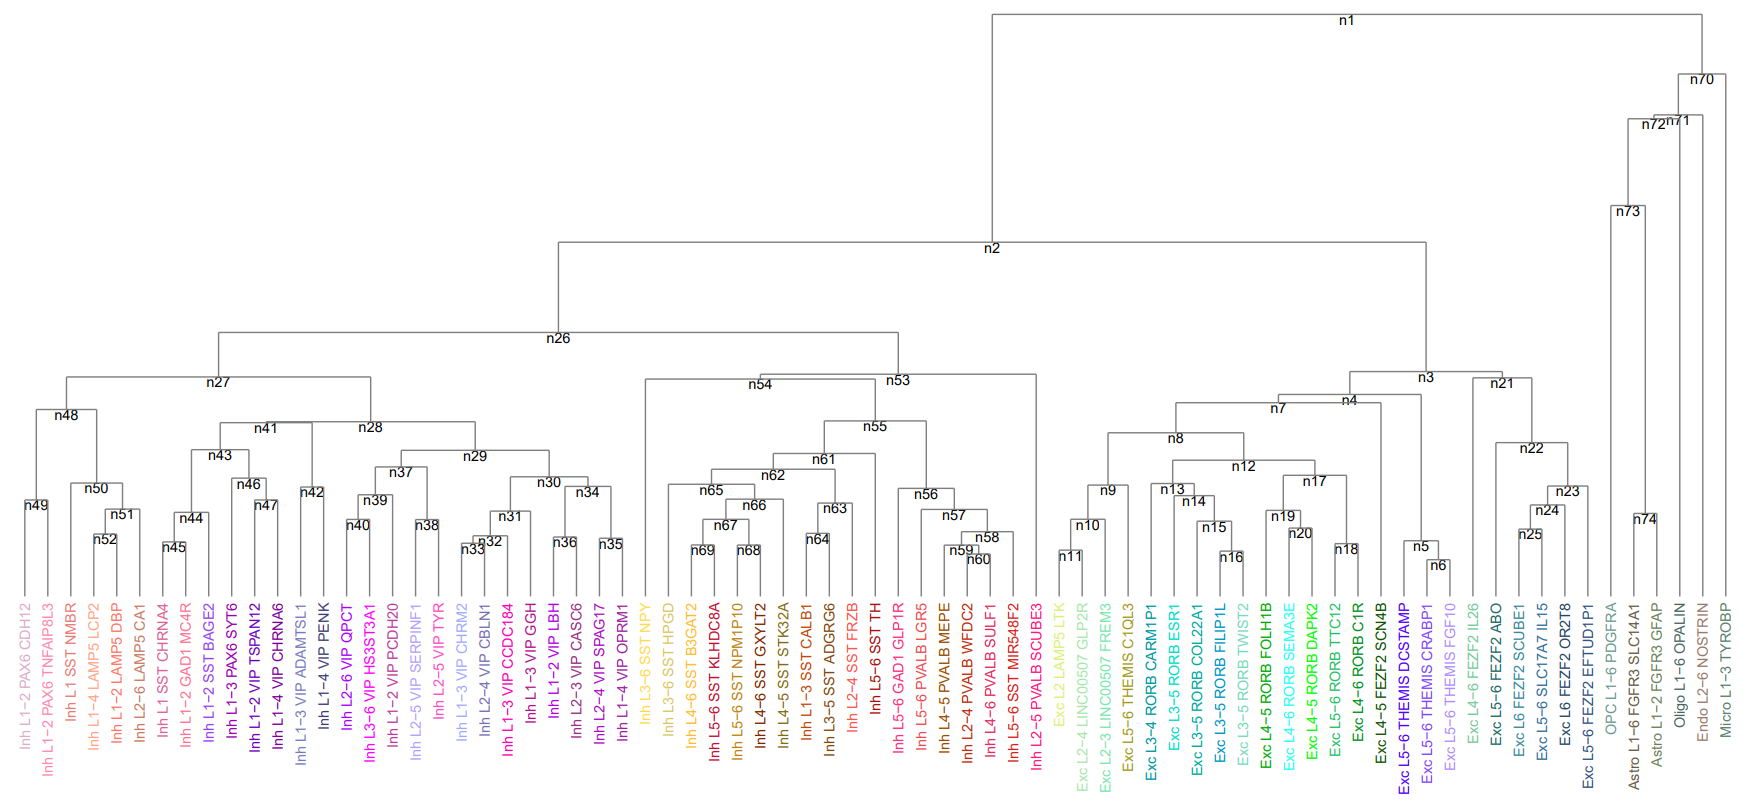 n1
n70
n72
n71
n73
n2
n26
n3
n27
n54
n53
n21
n48
n4
n7
n41
n28
n55
n8
n43
n29
n61
n22
n37
n62
n12
n46
n30
n50
n42
n34
n65
n56
n9
n13
n17
n23
n49
n47
n39
n66
n63
n14
n51
n44
n31
n57
n24
n19
n40
n38
n67
n10
n15
n74
n52
n32
n64
n58
n20
n25
n45
n33
n36
n35
n69
n68
n59
n60
n11
n16
n18
n5
n6
Inh L1−2 PAX6 CDH12
Inh L1−2 PAX6 TNFAIP8L3
Inh L1 SST NMBR
Inh L1−4 LAMP5 LCP2
Inh L1−2 LAMP5 DBP
Inh L2−6 LAMP5 CA1
Inh L1 SST CHRNA4
Inh L1−2 GAD1 MC4R
Inh L1−2 SST BAGE2
Inh L1−3 PAX6 SYT6
Inh L1−2 VIP TSPAN12
Inh L1−4 VIP CHRNA6
Inh L1−3 VIP ADAMTSL1
Inh L1−4 VIP PENK
Inh L2−6 VIP QPCT
Inh L3−6 VIP HS3ST3A1
Inh L1−2 VIP PCDH20
Inh L2−5 VIP SERPINF1
Inh L2−5 VIP TYR
Inh L1−3 VIP CHRM2
Inh L2−4 VIP CBLN1
Inh L1−3 VIP CCDC184
Inh L1−3 VIP GGH
Inh L1−2 VIP LBH
Inh L2−3 VIP CASC6
Inh L2−4 VIP SPAG17
Inh L1−4 VIP OPRM1
Inh L3−6 SST NPY
Inh L3−6 SST HPGD
Inh L4−6 SST B3GAT2
Inh L5−6 SST KLHDC8A
Inh L5−6 SST NPM1P10
Inh L4−6 SST GXYLT2
Inh L4−5 SST STK32A
Inh L1−3 SST CALB1
Inh L3−5 SST ADGRG6
Inh L2−4 SST FRZB
Inh L5−6 SST TH
Inh L5−6 GAD1 GLP1R
Inh L5−6 PVALB LGR5
Inh L4−5 PVALB MEPE
Inh L2−4 PVALB WFDC2
Inh L4−6 PVALB SULF1
Inh L5−6 SST MIR548F2
Inh L2−5 PVALB SCUBE3
Exc L2 LAMP5 LTK
Exc L2−4 LINC00507 GLP2R
Exc L2−3 LINC00507 FREM3
Exc L5−6 THEMIS C1QL3
Exc L3−4 RORB CARM1P1
Exc L3−5 RORB ESR1
Exc L3−5 RORB COL22A1
Exc L3−5 RORB FILIP1L
Exc L3−5 RORB TWIST2
Exc L4−5 RORB FOLH1B
Exc L4−6 RORB SEMA3E
Exc L4−5 RORB DAPK2
Exc L5−6 RORB TTC12
Exc L4−6 RORB C1R
Exc L4−5 FEZF2 SCN4B
Exc L5−6 THEMIS DCSTAMP
Exc L5−6 THEMIS CRABP1
Exc L5−6 THEMIS FGF10
Exc L4−6 FEZF2 IL26
Exc L5−6 FEZF2 ABO
Exc L6 FEZF2 SCUBE1
Exc L5−6 SLC17A7 IL15
Exc L6 FEZF2 OR2T8
Exc L5−6 FEZF2 EFTUD1P1
OPC L1−6 PDGFRA
Astro L1−6 FGFR3 SLC14A1
Astro L1−2 FGFR3 GFAP
Oligo L1−6 OPALIN
Endo L2−6 NOSTRIN
Micro L1−3 TYROBP